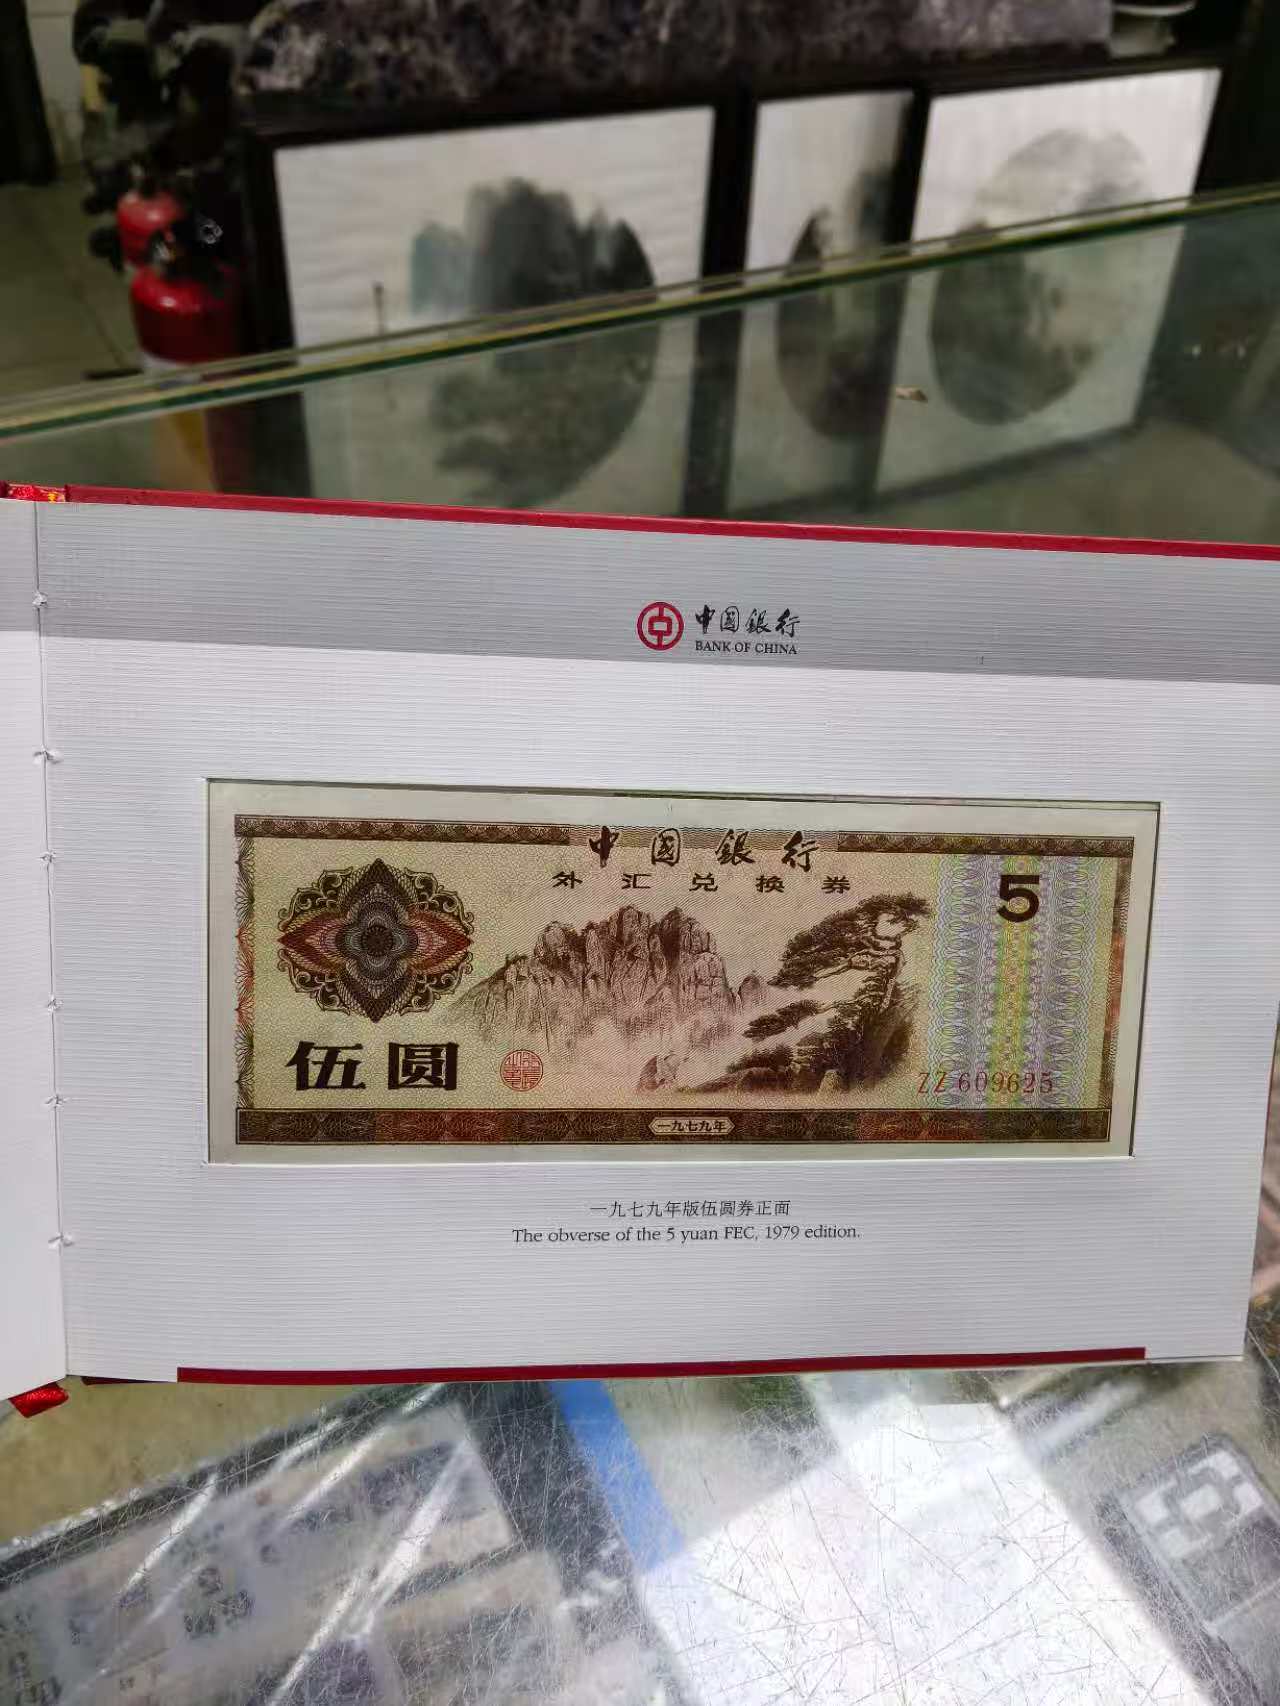 中国銀行
BANK OF CHINA
中国銀行
外汇兑换券
5
伍圆
ZZ 609625
一九七九年
一九七九年版伍圆券正面
The obverse of the 5 yuan FEC, 1979 edition.